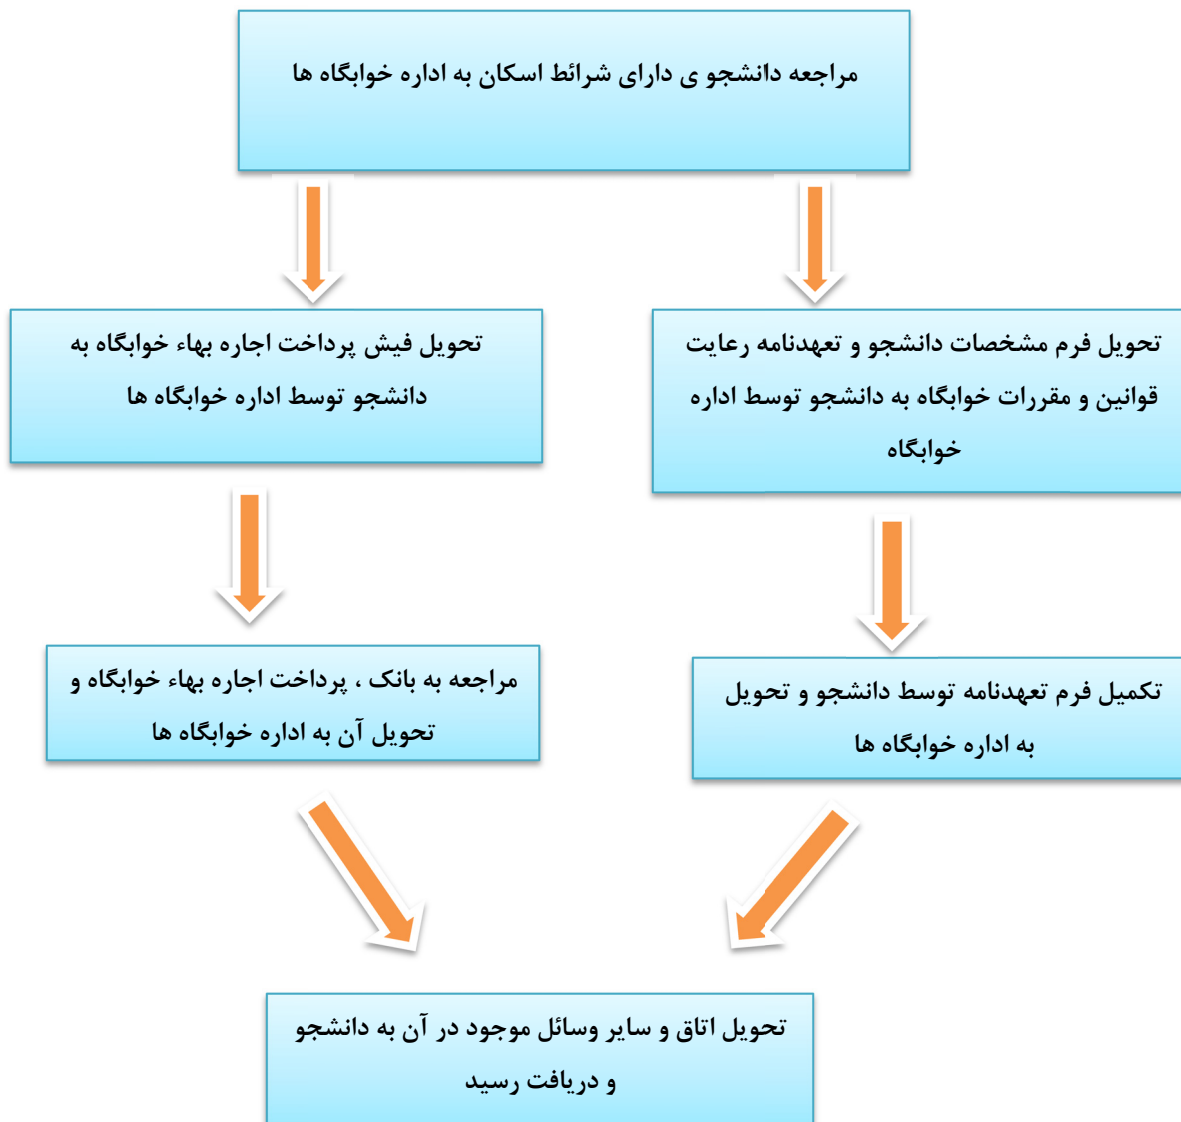 مراجعه دانشجو ی دارای شرائط اسکان به اداره خوابگاه ها
تحویل فرم مشخصات دانشجو و تعهدنامه رعایت
قوانین و مقررات خوابگاه به دانشجو توسط اداره
خوابگاه
تحویل فیش پرداخت اجاره بهاء خوابگاه به
دانشجو توسط اداره خوابگاه ها
تکمیل فرم تعهدنامه توسط دانشجو و تحویل
به اداره خوابگاه ها
مراجعه به بانک ، پرداخت اجاره بهاء خوابگاه و
تحویل آن به اداره خوابگاه ها
تحویل اتاق و سایر وسائل موجود در آن به دانشجو
و دریافت رسید